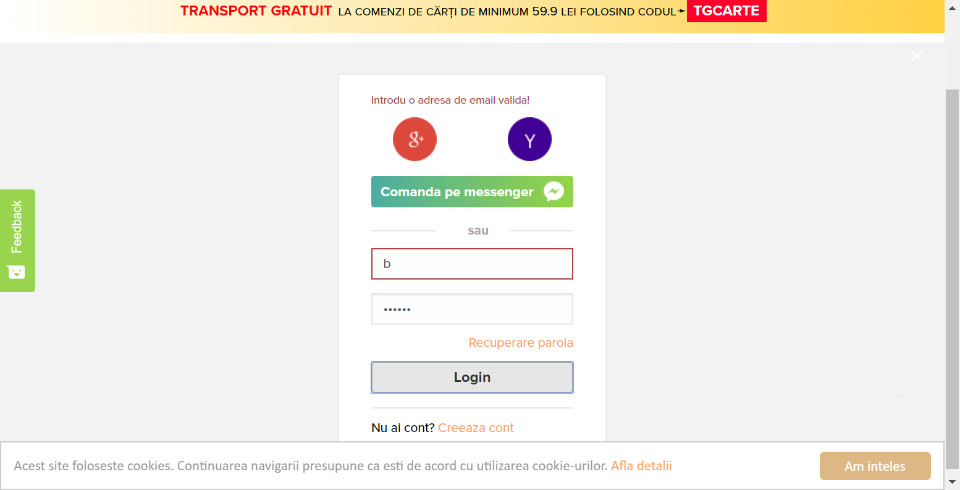 TRANSPORT GRATUIT LA COMENZI DE CĂRȚI DE MINIMUM 59.9 LEI FOLOSIND CODUL TGCARTE
Introdu o adresa de email valida!
g+ Y
Comanda pe messenger
sau
b
••••••
Recuperare parola
Login
Nu ai cont? Creeaza cont
Feedback
Acest site foloseste cookies. Continuarea navigarii presupune ca esti de acord cu utilizarea cookie-urilor. Afla detalii
Am inteles